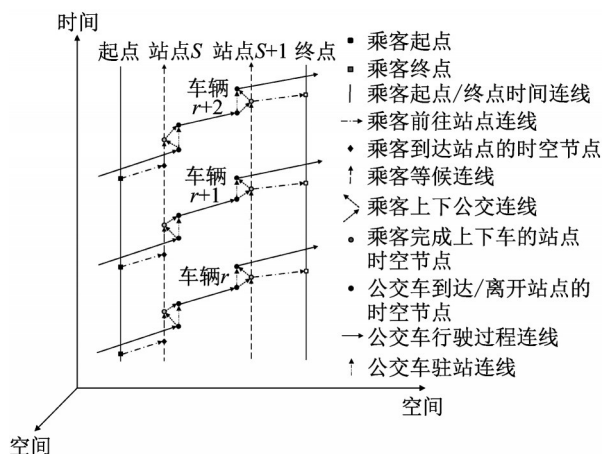 时间
起点 站点S 站点S+1 终点
车辆
r+2
车辆
r+1
车辆r
空间
空间
乘客起点
乘客终点
乘客起点/终点时间连线
乘客前往站点连线
乘客到达站点的时空节点
乘客等候连线
乘客上下公交连线
乘客完成上下车的站点
时空节点
公交车到达/离开站点的
时空节点
公交车行驶过程连线
公交车驻站连线